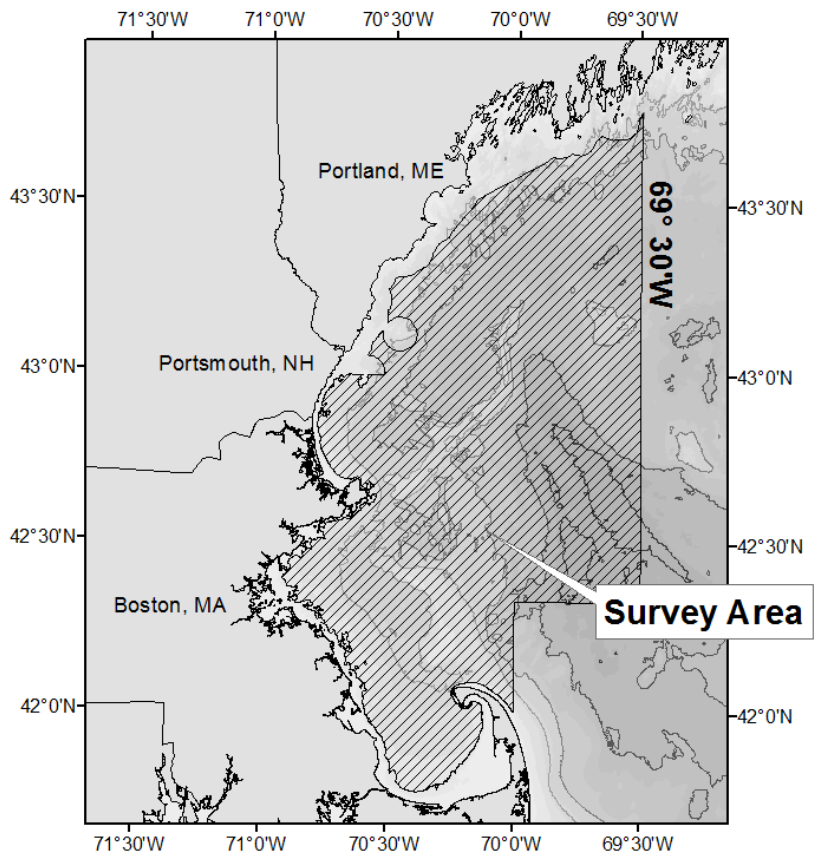 71°30'W 71°0'W 70°30'W 70°0'W 69°30'W
Portland, ME
43°30'N
43°30'N
69° 30'W
Portsmouth, NH
43°0'N
43°0'N
42°30'N
42°30'N
Boston, MA
Survey Area
42°0'N
42°0'N
71°30'W 71°0'W 70°30'W 70°0'W 69°30'W